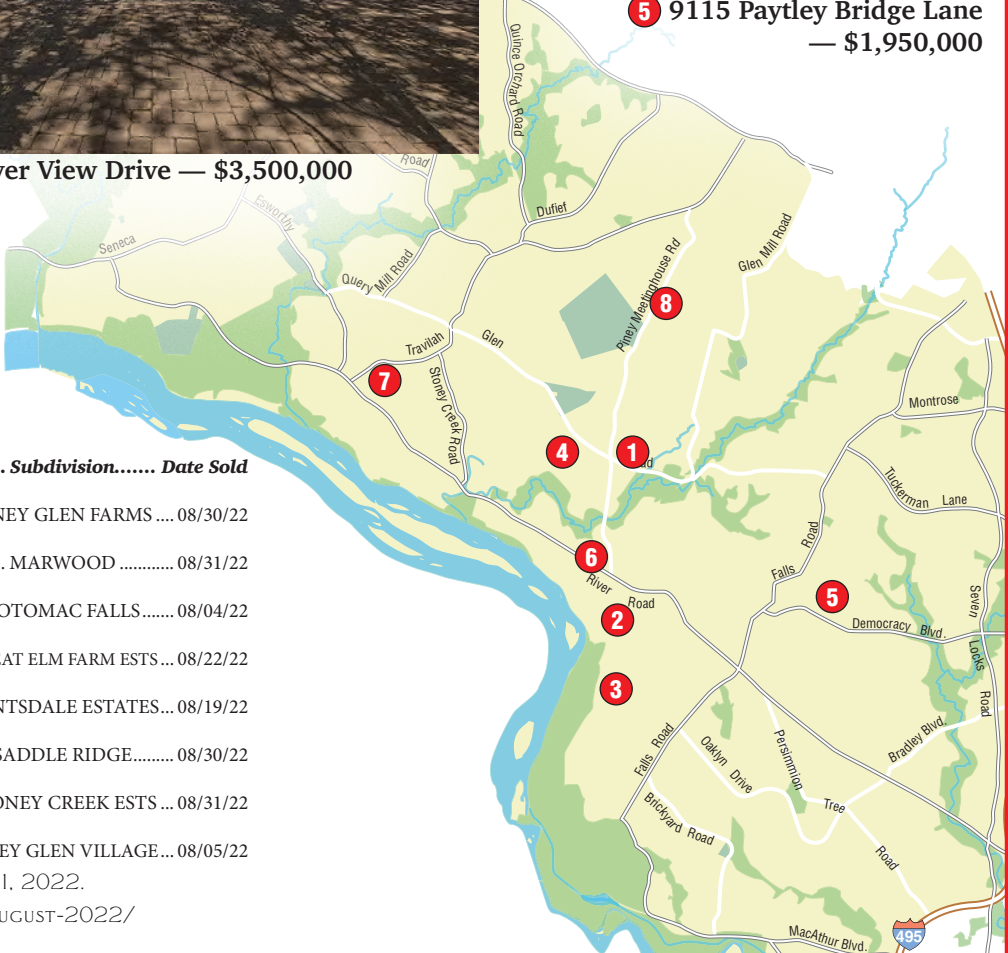 5 9115 Paytley Bridge Lane
— $1,950,000
ver View Drive — $3,500,000
Quince Orchard Road
Road
Esworthy
Dufief
Seneca
Query Mill Road
Piney Meetinghouse Rd
Glen Mill Road
8
Glen
Travilah
7
Stoney Creek Road
Montrose
4
1
Tuckerman Lane
Falls Road
6
River Road
5
2
Democracy Blvd.
Seven Locks Road
3
Falls Road
Oaklyn Drive
Persimmion Tree Road
Bradley Blvd.
Brickyard Road
MacAthur Blvd.
495
. Subdivision....... Date Sold
NEY GLEN FARMS .... 08/30/22
. MARWOOD ........... 08/31/22
OTOMAC FALLS....... 08/04/22
EAT ELM FARM ESTS ... 08/22/22
NTSDALE ESTATES... 08/19/22
SADDLE RIDGE......... 08/30/22
ONEY CREEK ESTS ... 08/31/22
EY GLEN VILLAGE... 08/05/22
1, 2022.
ugust-2022/